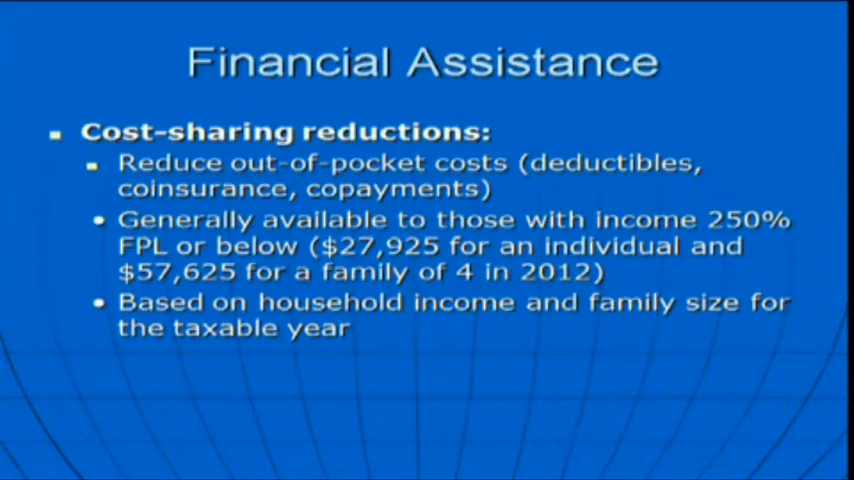 Financial Assistance
Cost-sharing reductions:
Reduce out-of-pocket costs (deductibles,
coinsurance, copayments)
Generally available to those with income 250%
FPL or below ($27,925 for an individual and
$57,625 for a family of 4 in 2012)
Based on household income and family size for
the taxable year